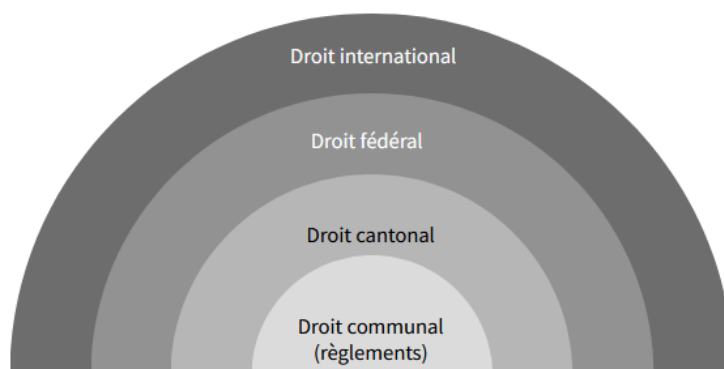 Droit international
Droit fédéral
Droit cantonal
Droit communal
(règlements)